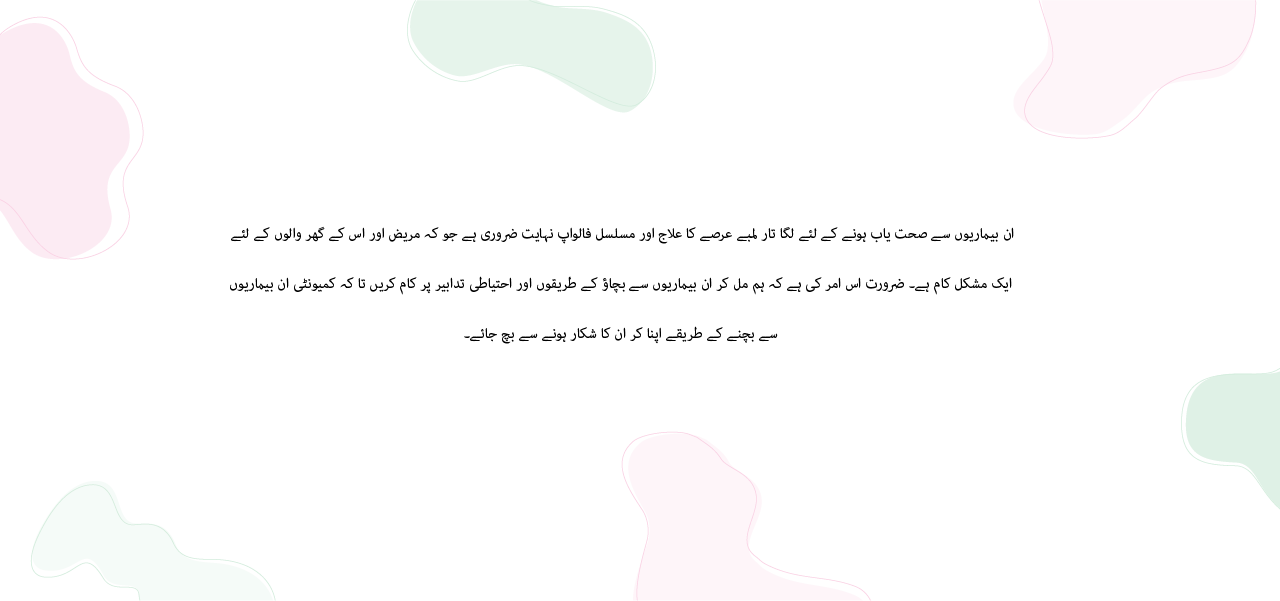 ان بیماریوں سے صحت یاب ہونے کے لئے لگا تار لمبے عرصے کا علاج اور مسلسل فالواپ نہایت ضروری ہے جو کہ مریض اور اس کے گھر والوں کے لئے
ایک مشکل کام ہے۔ ضرورت اس امر کی ہے کہ ہم مل کر ان بیماریوں سے بچاؤ کے طریقوں اور احتیاطی تدابیر پر کام کریں تا کہ کمیونٹی ان بیماریوں
سے بچنے کے طریقے اپنا کر ان کا شکار ہونے سے بچ جائے۔